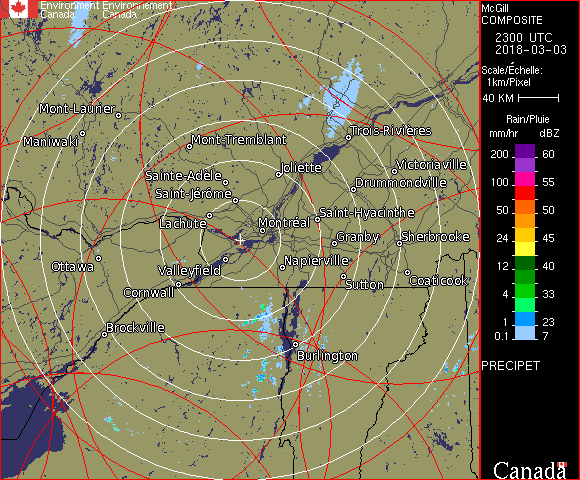 Environment Environnement
Canada Canada
McGill
COMPOSITE
2300 UTC
2018-03-03
Scale/Échelle:
1km/Pixel
40 KM
Rain/Pluie
mm/hr dBZ
200 60
100 55
50 50
24 45
12 40
4 33
1 23
0.1 7
PRECIPET
Mont-Laurier
Maniwaki
Mont-Tremblant
Trois-Rivières
Sainte-Adèle
Joliette
Victoriaville
Saint-Jérôme
Drummondville
Lachute
Montréal
Saint-Hyacinthe
Granby
Sherbrooke
Ottawa
Valleyfield
Napierville
Cornwall
Sutton
Coaticook
Brockville
Burlington
Canada